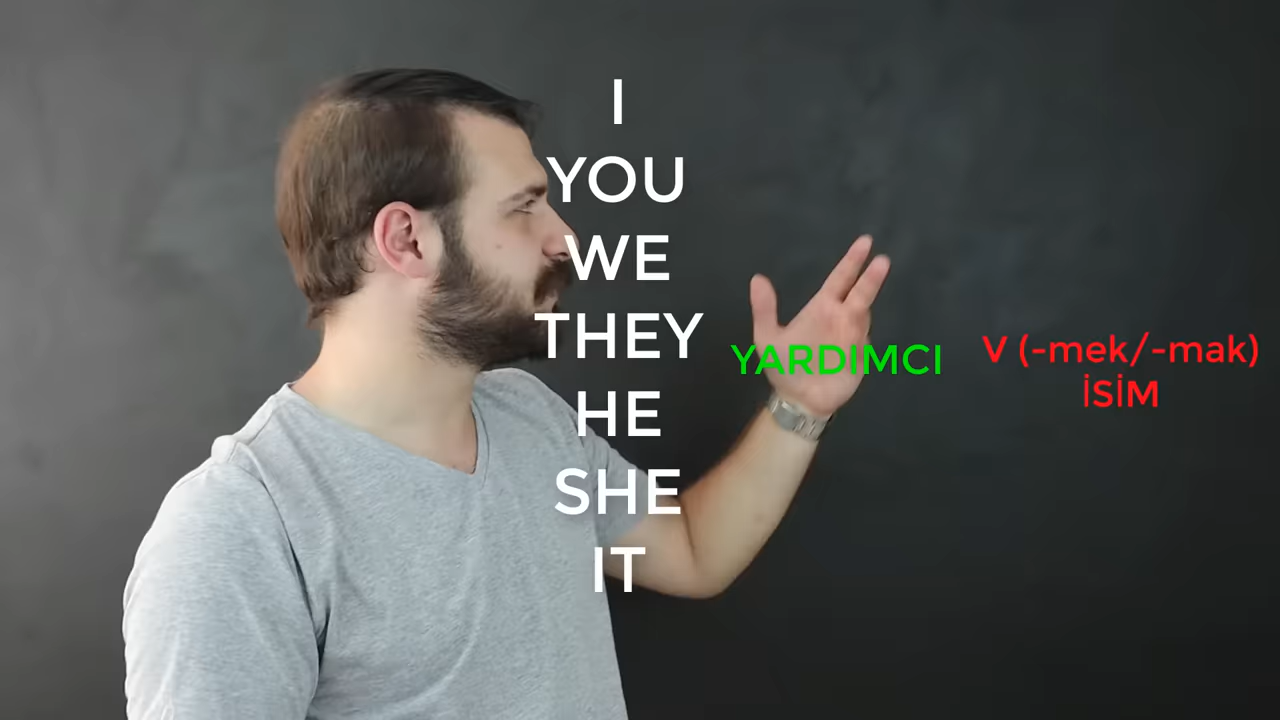 I
YOU
WE
THEY
HE
SHE
IT
YARDIMCI
V (-mek/-mak)
İSİM